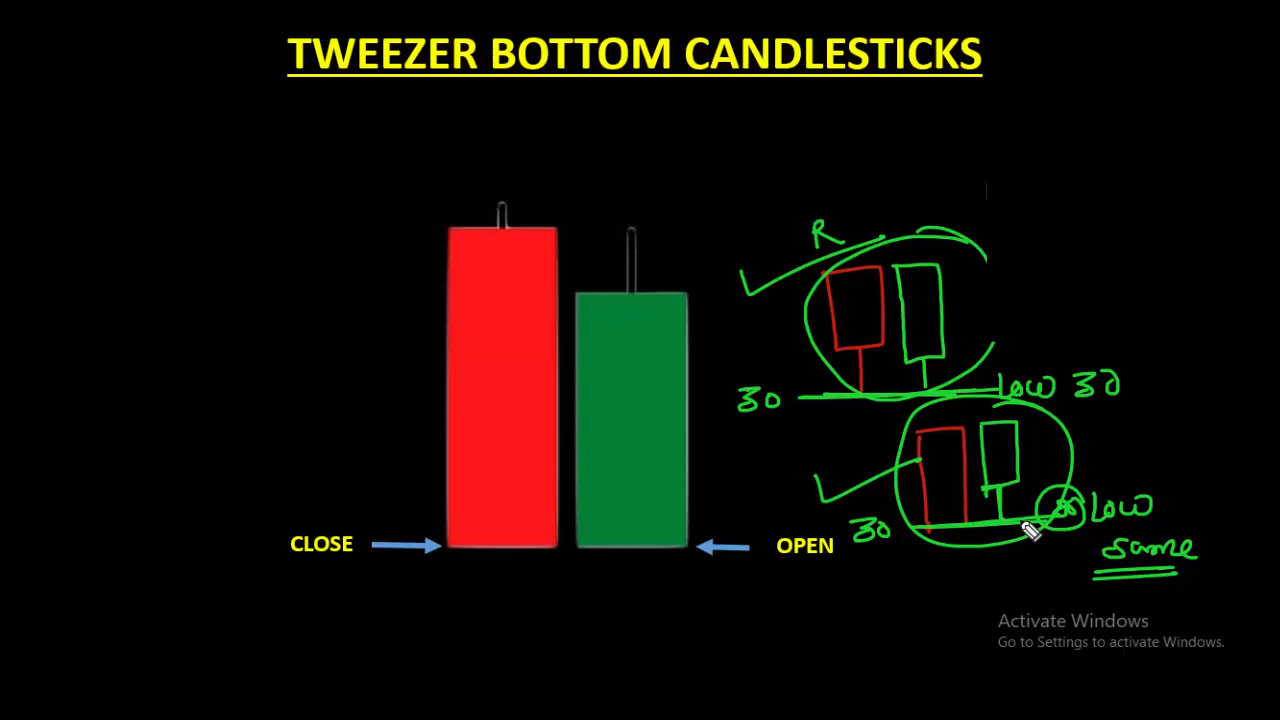 TWEEZER BOTTOM CANDLESTICKS
R
30 LOW 30
30 30 LOW
CLOSE OPEN
same
Activate Windows
Go to Settings to activate Windows.